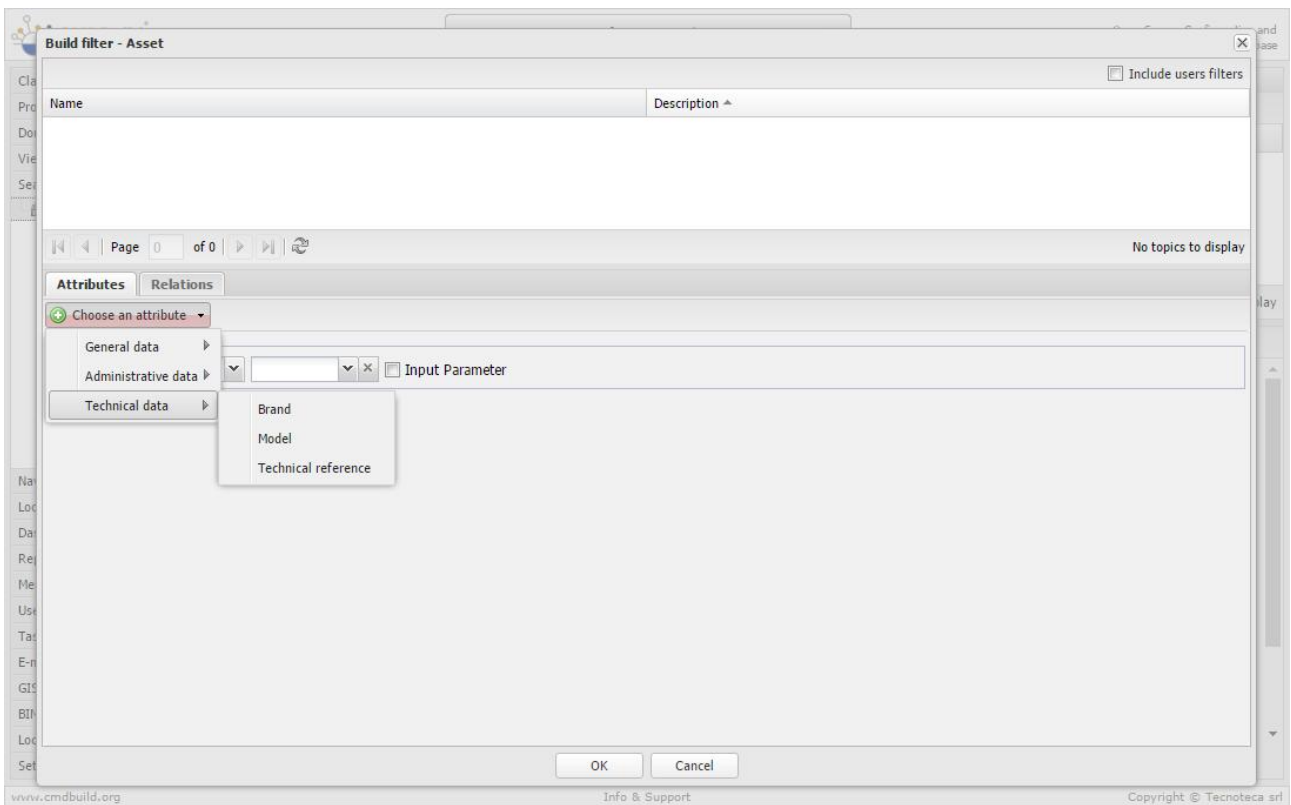 Build filter - Asset
Include users filters
Name Description
Page 0 of 0 No topics to display
Attributes Relations
Choose an attribute
General data
Administrative data
Input Parameter
Technical data
Brand
Model
Technical reference
OK Cancel
www.cmdbuild.org Info & Support Copyright © Tecnoteca srl